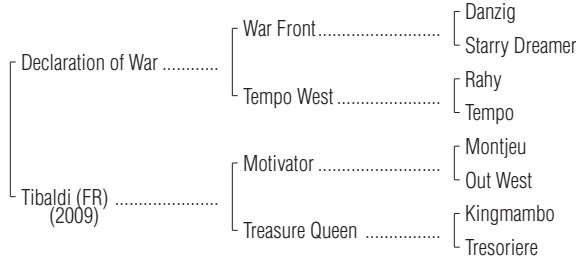 Danzig
War Front
Starry Dreamer
Declaration of War
Rahy
Tempo West
Tempo
Montjeu
Motivator
Out West
Tibaldi (FR)
(2009)
Kingmambo
Treasure Queen
Tresoriere